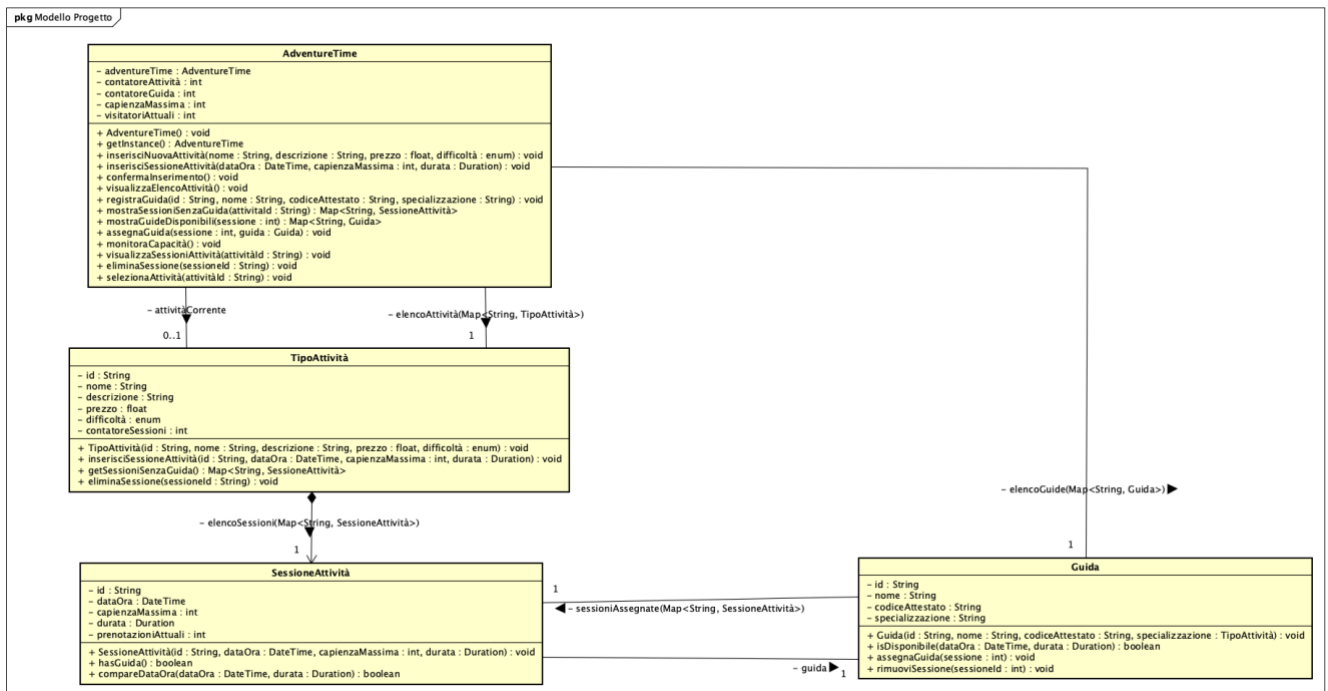 pkg Modello Progetto
AdventureTime
- adventureTime : AdventureTime
- contatoreAttività : int
- contatoreGuida : int
- capienzaMassima : int
- visitatoriAttuali : int
+ AdventureTime() : void
+ getInstance() : AdventureTime
+ inserisciNuovaAttività(nome : String, descrizione : String, prezzo : float, difficoltà : enum) : void
+ inserisciSessioneAttività(dataOra : DateTime, capienzaMassima : int, durata : Duration) : void
+ confermaInserimento() : void
+ visualizzaElencoAttività() : void
+ registraGuida(id : String, nome : String, codiceAttestato : String, specializzazione : String) : void
+ mostraSessioniSenzaGuida(attivitaId : String) : Map<String, SessioneAttività>
+ mostraGuideDisponibili(sessione : int) : Map<String, Guida>
+ assegnaGuida(sessione : int, guida : Guida) : void
+ monitoraCapacità() : void
+ visualizzaSessioniAttività(attivitàId : String) : void
+ eliminaSessione(sessioneId : String) : void
+ selezionaAttività(attivitàId : String) : void
- attivitàCorrente
- elencoAttività(Map<String, TipoAttività>)
0..1
1
TipoAttività
- id : String
- nome : String
- descrizione : String
- prezzo : float
- difficoltà : enum
- contatoreSessioni : int
+ TipoAttività(id : String, nome : String, descrizione : String, prezzo : float, difficoltà : enum) : void
+ inserisciSessioneAttività(id : String, dataOra : DateTime, capienzaMassima : int, durata : Duration) : void
+ getSessioniSenzaGuida() : Map<String, SessioneAttività>
+ eliminaSessione(sessioneId : String) : void
- elencoGuide(Map<String, Guida>)
- elencoSessioni(Map<String, SessioneAttività>)
1
1
SessioneAttività
- id : String
- dataOra : DateTime
- capienzaMassima : int
- durata : Duration
- prenotazioniAttuali : int
+ SessioneAttività(id : String, dataOra : DateTime, capienzaMassima : int, durata : Duration) : void
+ hasGuida() : boolean
+ compareDataOra(dataOra : DateTime, durata : Duration) : boolean
1
- sessioniAssegnate(Map<String, SessioneAttività>)
- guida
1
Guida
- id : String
- nome : String
- codiceAttestato : String
- specializzazione : String
+ Guida(id : String, nome : String, codiceAttestato : String, specializzazione : TipoAttività) : void
+ isDisponibile(dataOra : DateTime, durata : Duration) : boolean
+ assegnaGuida(sessione : int) : void
+ rimuoviSessione(sessioneId : int) : void